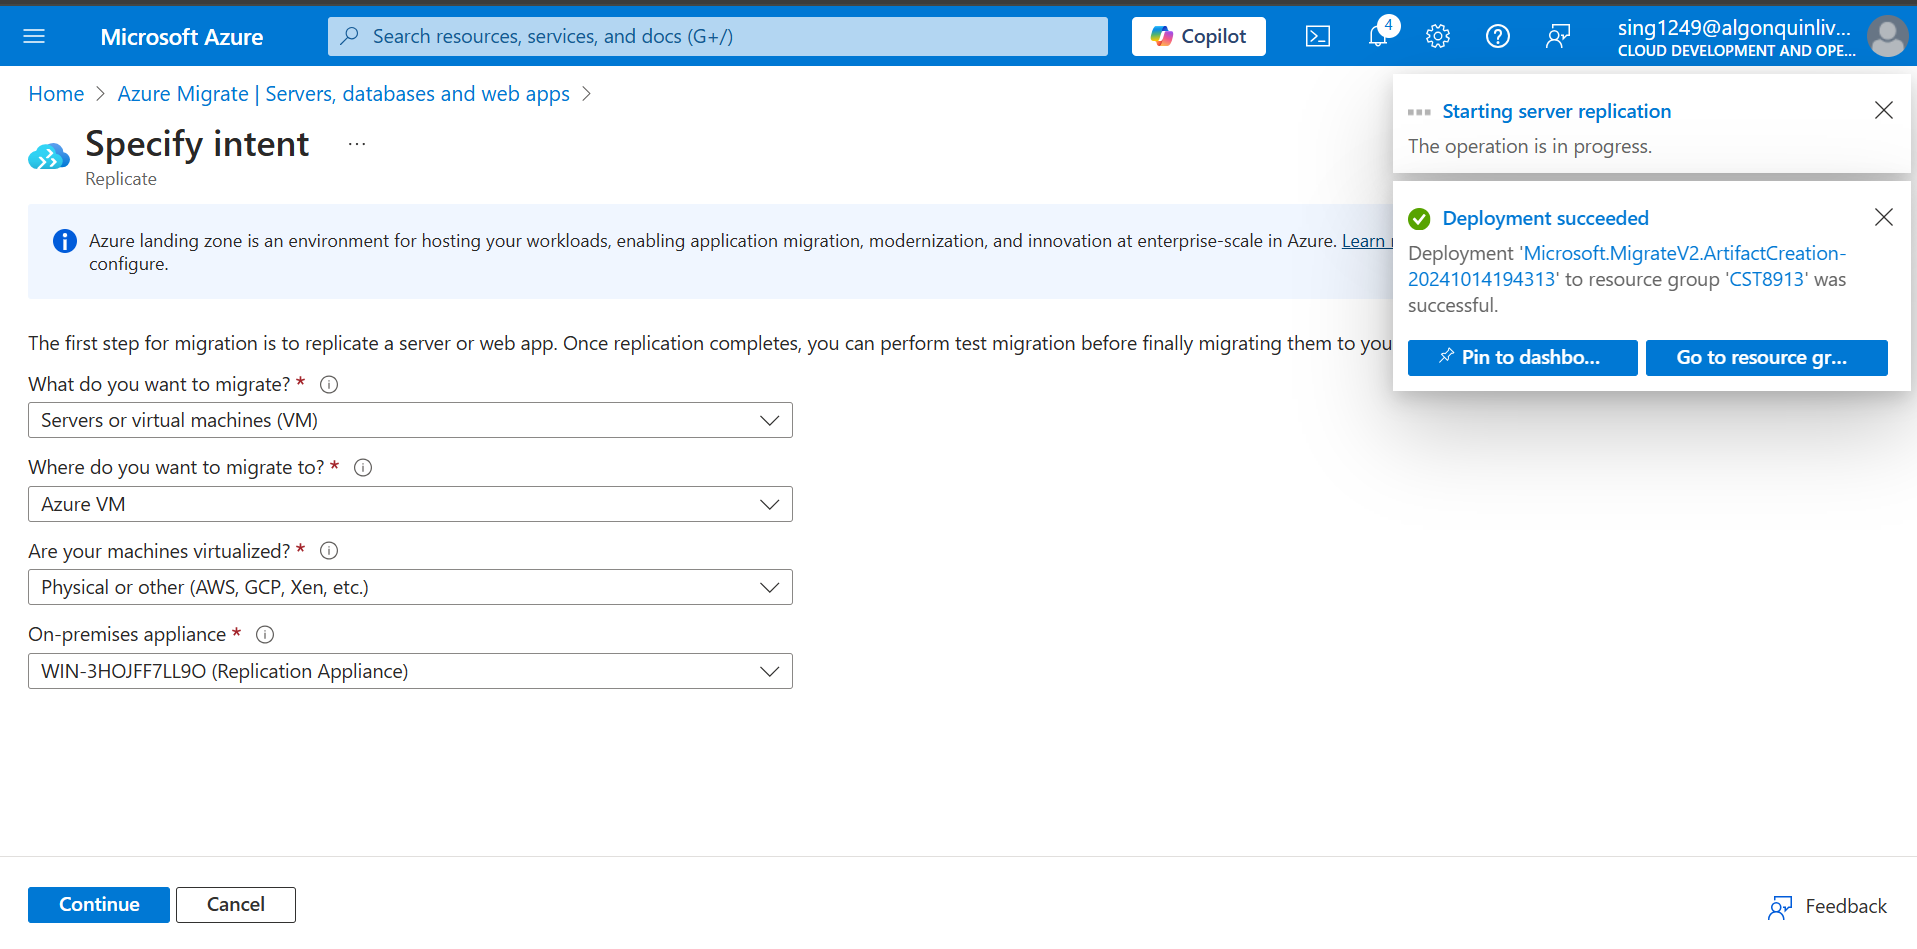 Microsoft Azure
Search resources, services, and docs (G+/)
Copilot
4
sing1249@algonquinliv...
CLOUD DEVELOPMENT AND OPE...
Home > Azure Migrate | Servers, databases and web apps >
Specify intent ...
Replicate
Azure landing zone is an environment for hosting your workloads, enabling application migration, modernization, and innovation at enterprise-scale in Azure. Learn
configure.
The first step for migration is to replicate a server or web app. Once replication completes, you can perform test migration before finally migrating them to you
What do you want to migrate? *
Servers or virtual machines (VM)
Where do you want to migrate to? *
Azure VM
Are your machines virtualized? *
Physical or other (AWS, GCP, Xen, etc.)
On-premises appliance *
WIN-3HOJFF7LL9O (Replication Appliance)
Starting server replication
The operation is in progress.
Deployment succeeded
Deployment 'Microsoft.MigrateV2.ArtifactCreation-
20241014194313' to resource group 'CST8913' was
successful.
Pin to dashbo...
Go to resource gr...
Continue
Cancel
Feedback